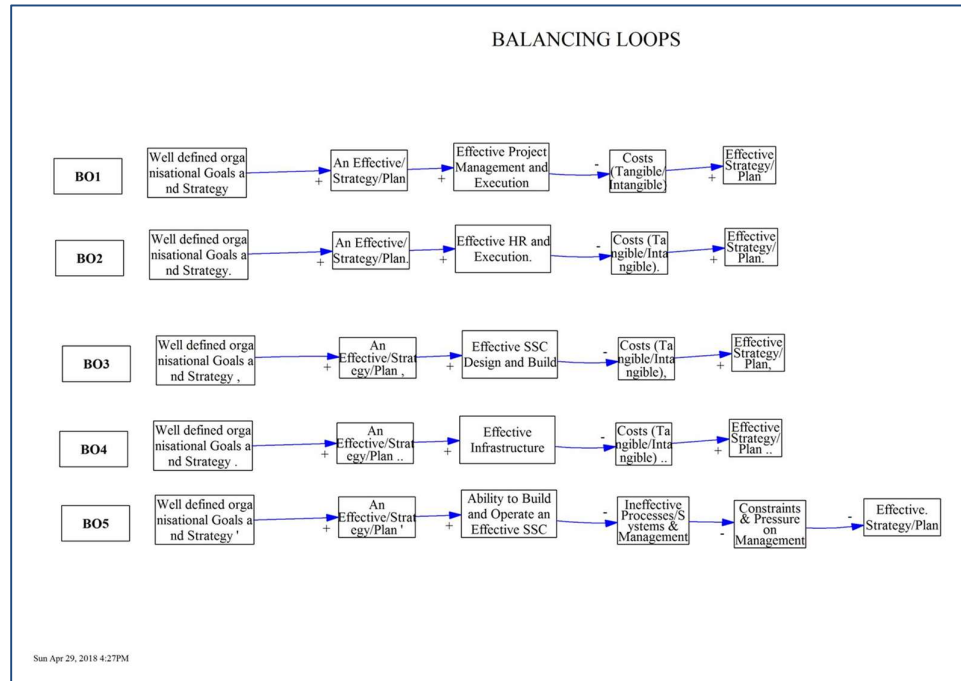 BALANCING LOOPS
BO1
Well defined orga
nisational Goals a
nd Strategy
+
An Effective/
Strategy/Plan
+
Effective Project
Management and
Execution
-
Costs
(Tangible/
Intangible)
+
Effective
Strategy/
Plan
BO2
Well defined orga
nisational Goals a
nd Strategy.
+
An Effective/
Strategy/Plan.
+
Effective HR and
Execution.
-
Costs (Ta
ngible/Inta
ngible).
+
Effective
Strategy/
Plan.
BO3
Well defined orga
nisational Goals a
nd Strategy ,
+
An
Effective/Strat
egy/Plan ,
+
Effective SSC
Design and Build
-
Costs (Ta
ngible/Inta
ngible),
+
Effective
Strategy/
Plan,
BO4
Well defined orga
nisational Goals a
nd Strategy .
+
An
Effective/Strat
egy/Plan ..
+
Effective
Infrastructure
-
Costs (Ta
ngible/Inta
ngible) ..
+
Effective
Strategy/
Plan ..
BO5
Well defined orga
nisational Goals a
nd Strategy '
+
An
Effective/Strat
egy/Plan '
+
Ability to Build
and Operate an
Effective SSC
-
Ineffective
Processes/S
ystems &
Management
-
Constraints
& Pressure
on
Management
-
Effective.
Strategy/Plan
Sun Apr 29, 2018 4:27PM